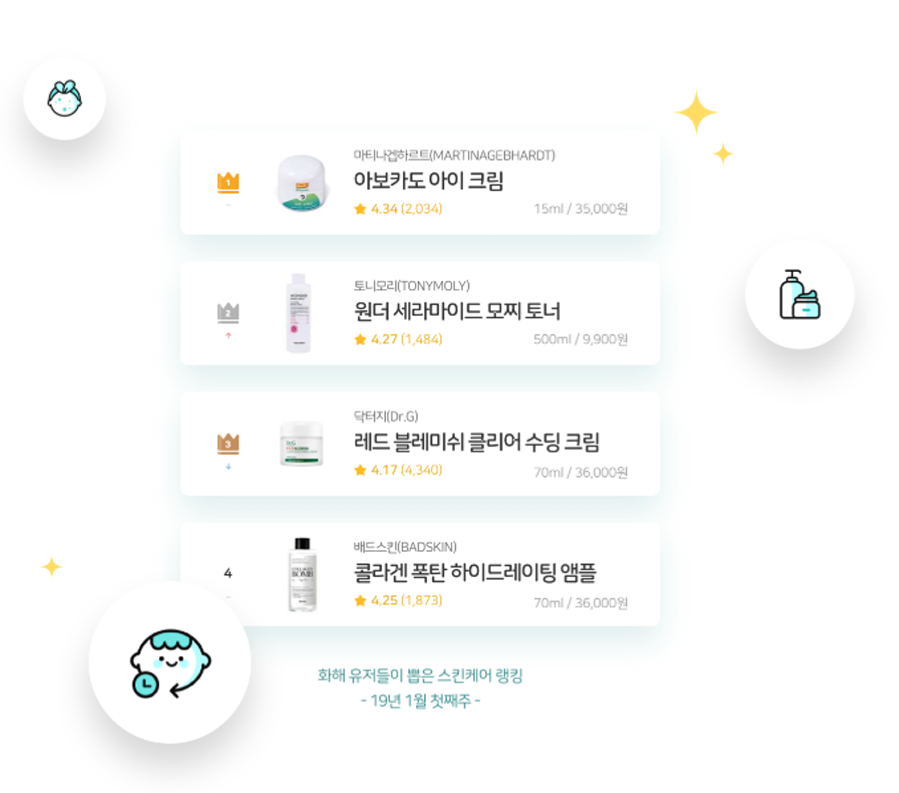 1
마티나겝하르트(MARTINAGEBHARDT)
아보카도 아이 크림
4.34 (2,034)
15ml / 35,000원
2
토니모리(TONYMOLY)
원더 세라마이드 모찌 토너
4.27 (1,484)
500ml / 9,900원
3
닥터지(Dr.G)
레드 블레미쉬 클리어 수딩 크림
4.17 (4,340)
70ml / 36,000원
4
배드스킨(BADSKIN)
콜라겐 폭탄 하이드레이팅 앰플
4.25 (1,873)
70ml / 36,000원
화해 유저들이 뽑은 스킨케어 랭킹
- 19년 1월 첫째주 -